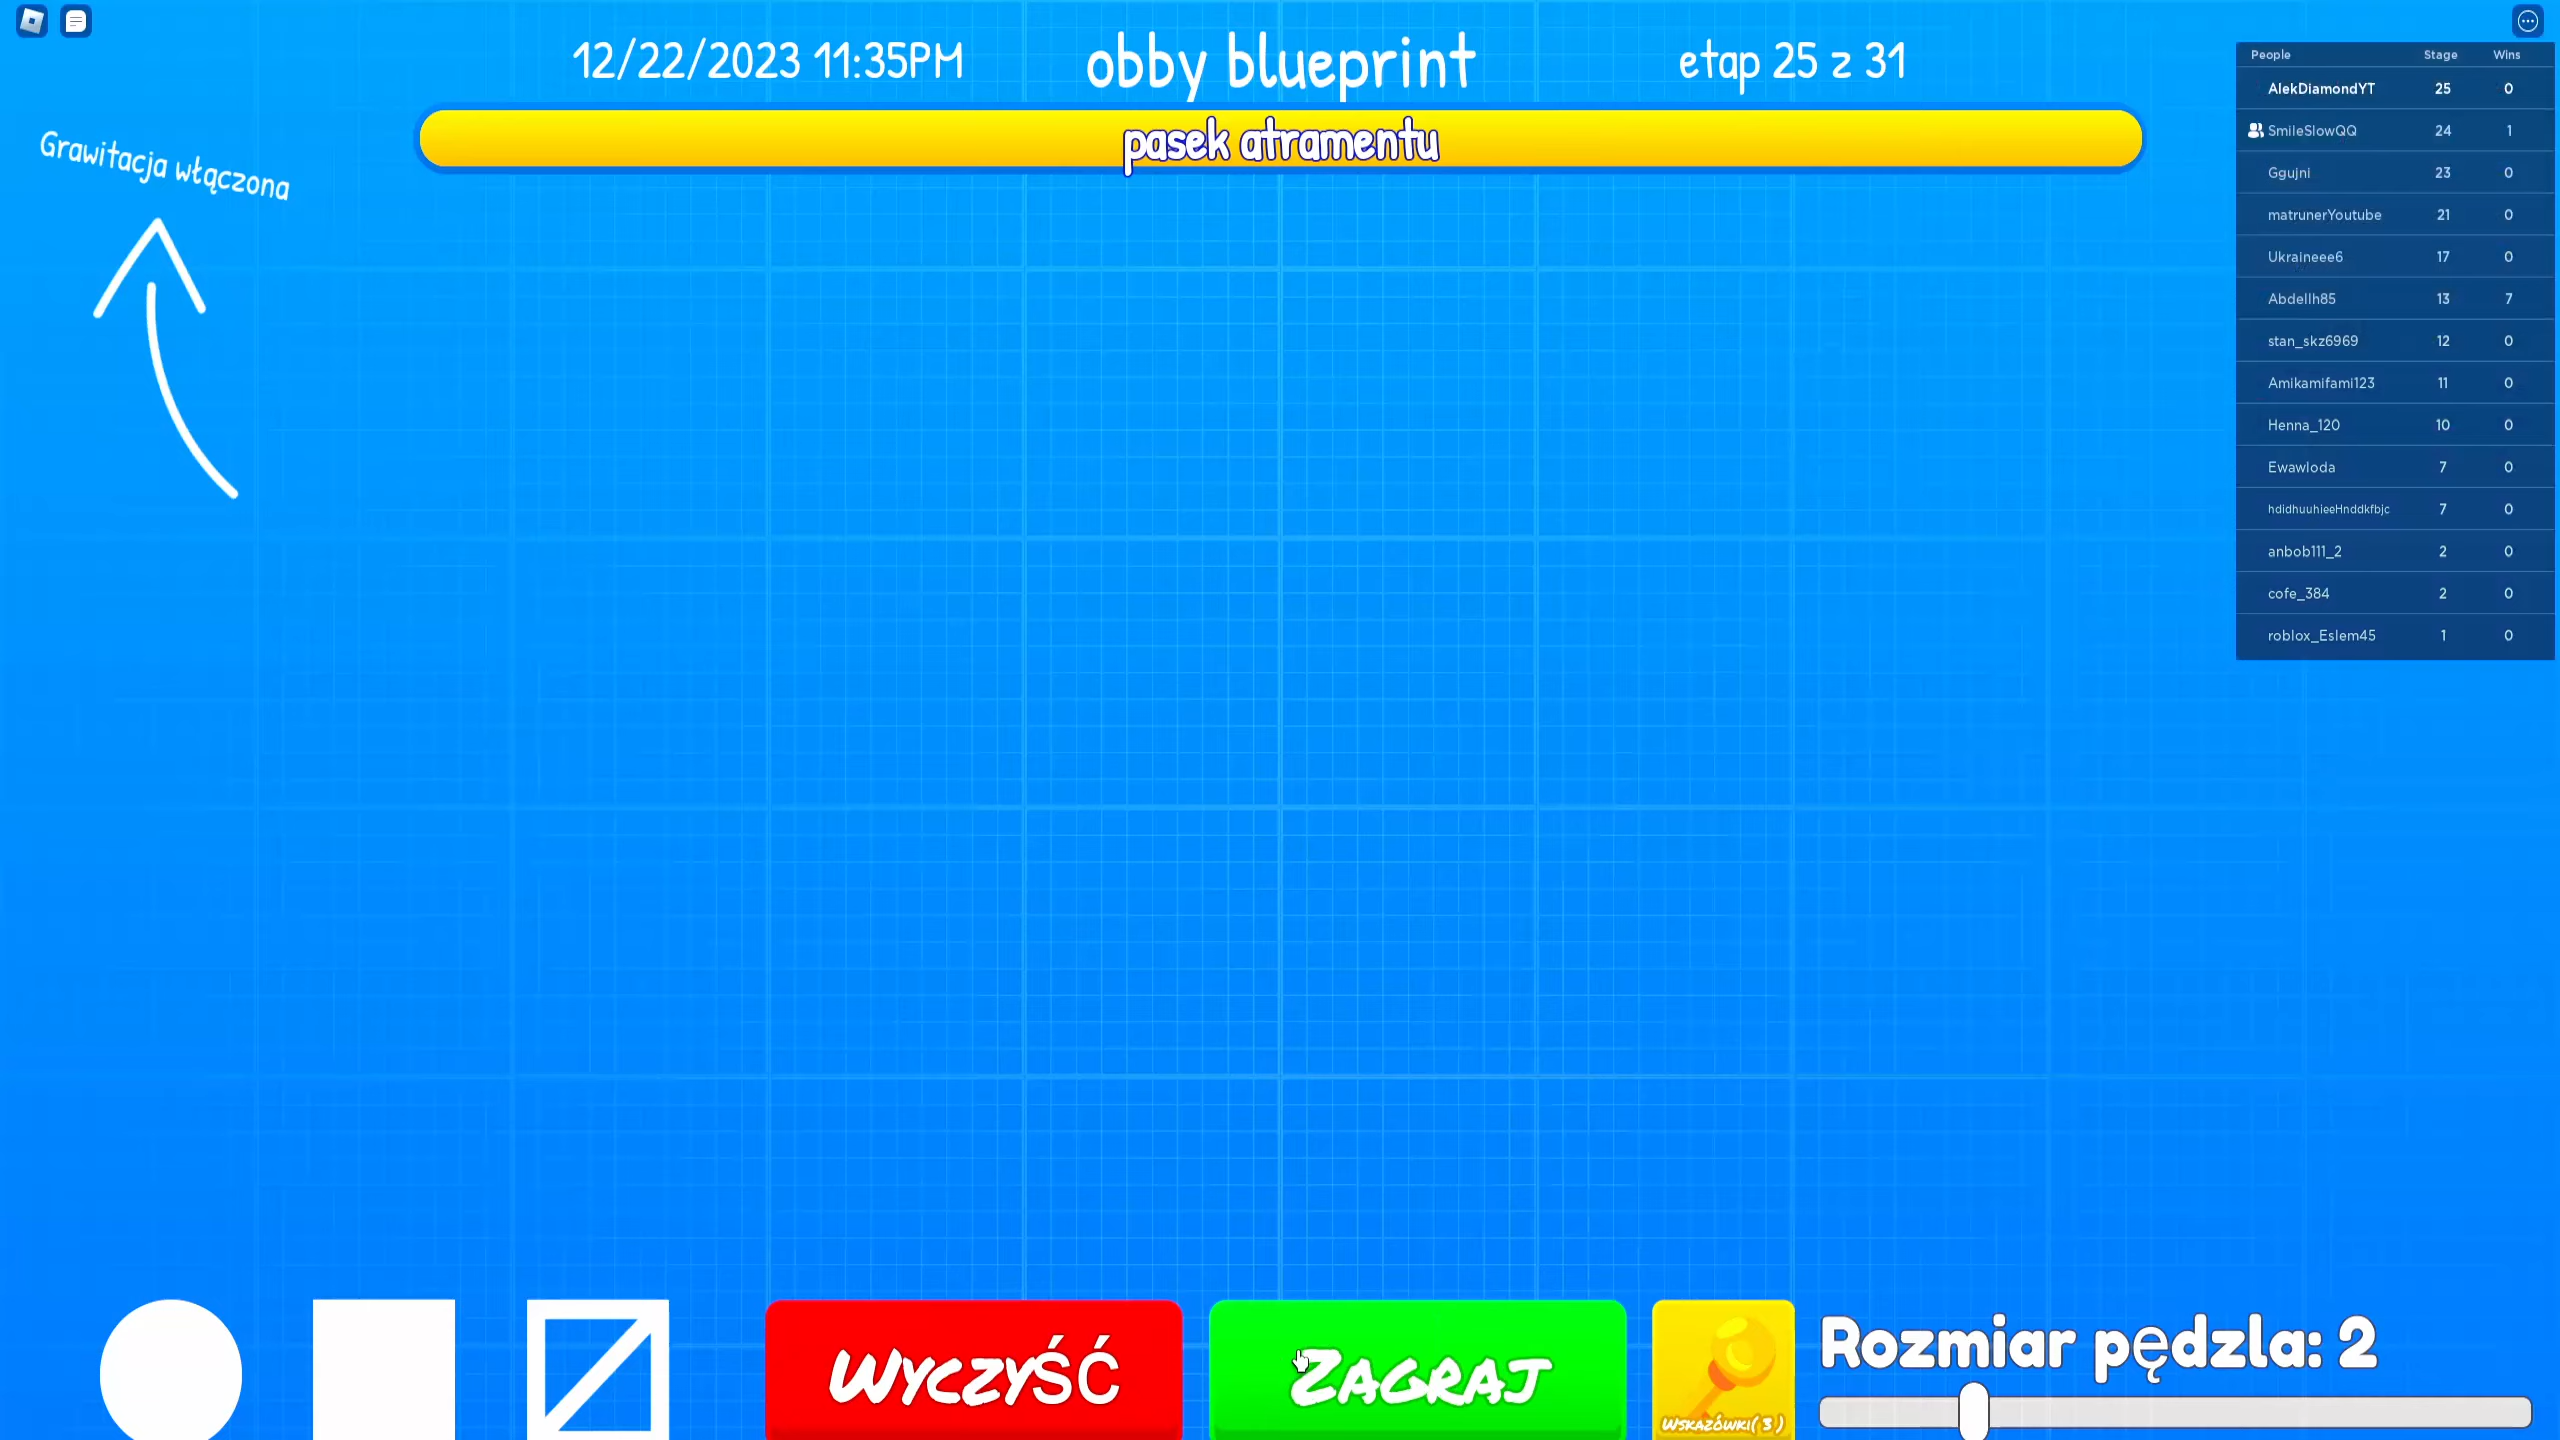 12/22/2023 11:35PM
obby blueprint
etap 25 z 31
pasek atramentu
Grawitacja włączona
People Stage Wins
AlekDiamondYT 25 0
SmileSlowQQ 24 1
Ggujni 23 0
matrunerYoutube 21 0
Ukraineee6 17 0
Abdellh85 13 7
stan_skz6969 12 0
Amikamifami123 11 0
Henna_120 10 0
Ewawloda 7 0
hdidhuuhieeHnddkfbjc 7 0
anbob111_2 2 0
cofe_384 2 0
roblox_Eslem45 1 0
Wyczyść
Zagraj
Wskazówki(3)
Rozmiar pędzla: 2